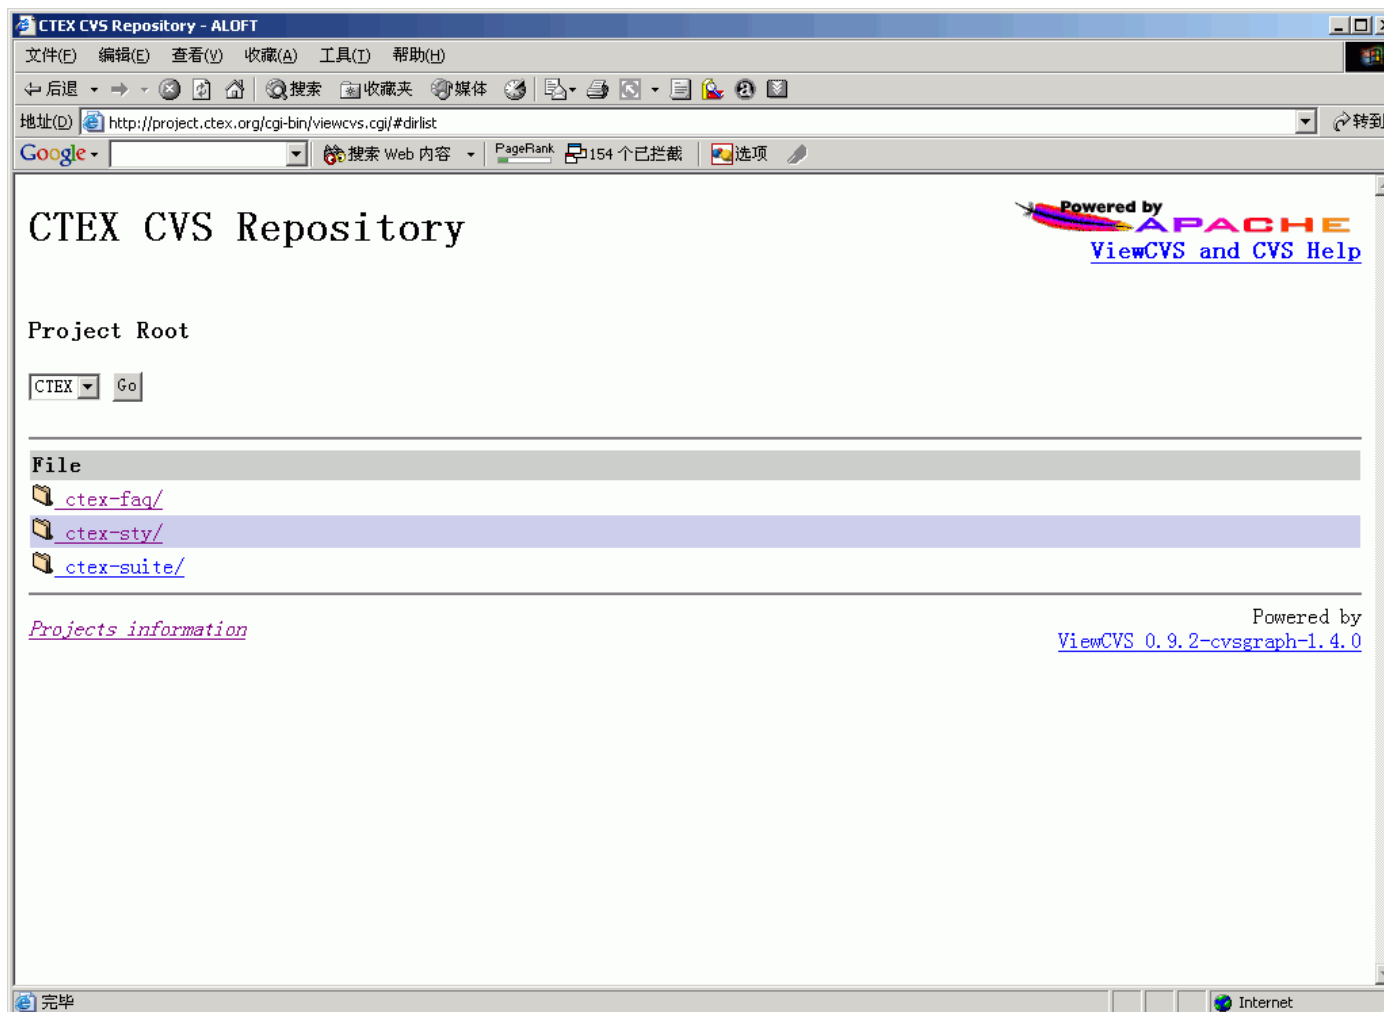 CTEX CVS Repository - ALOFT
文件(F) 编辑(E) 查看(V) 收藏(A) 工具(T) 帮助(H)
后退 搜索 收藏夹 媒体
地址(D) http://project.ctex.org/cgi-bin/viewcvs.cgi/#dirlist 转到
Google 搜索 Web 内容 PageRank 154 个已拦截 选项
CTEX CVS Repository
Powered by
APACHE
ViewCVS and CVS Help
Project Root
CTEX Go
File
ctex-faq/
ctex-sty/
ctex-suite/
Projects information
Powered by
ViewCVS 0.9.2-cvsgraph-1.4.0
完毕 Internet